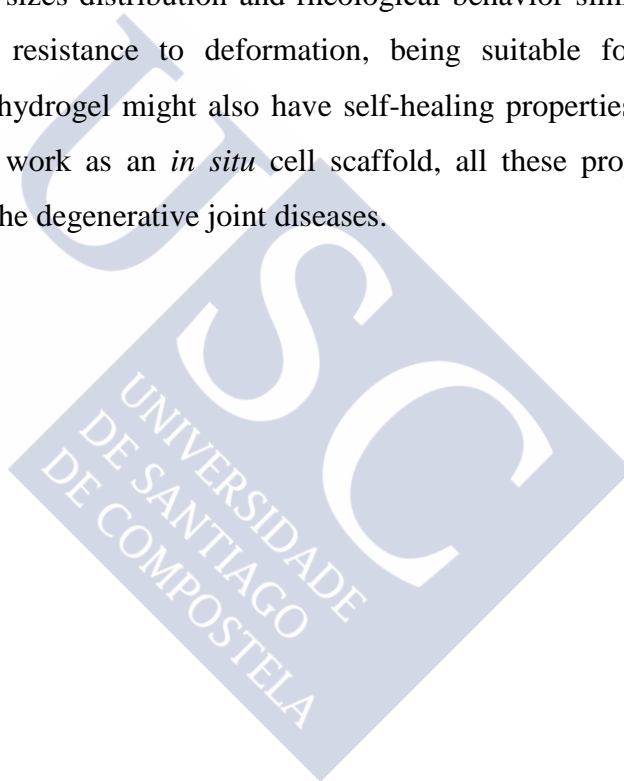 sizes distribution and rheological behavior
resistance to deformation, being suitable
hydrogel might also have self-healing properties
work as an in situ cell scaffold, all these
the degenerative joint diseases.
USC
UNIVERSIDADE
DE SANTIAGO
DE COMPOSTELA